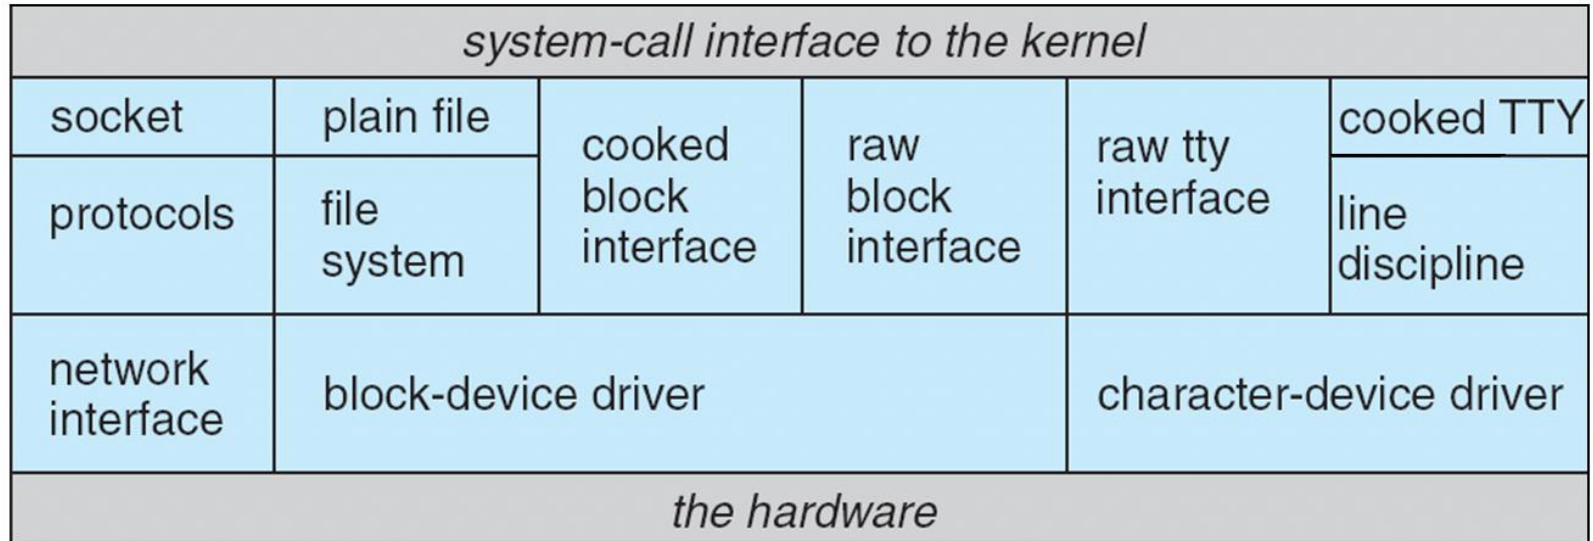 system-call interface to the kernel
socket
plain file
cooked
block
interface
raw
block
interface
raw tty
interface
cooked TTY
protocols
file
system
line
discipline
network
interface
block-device driver
character-device driver
the hardware